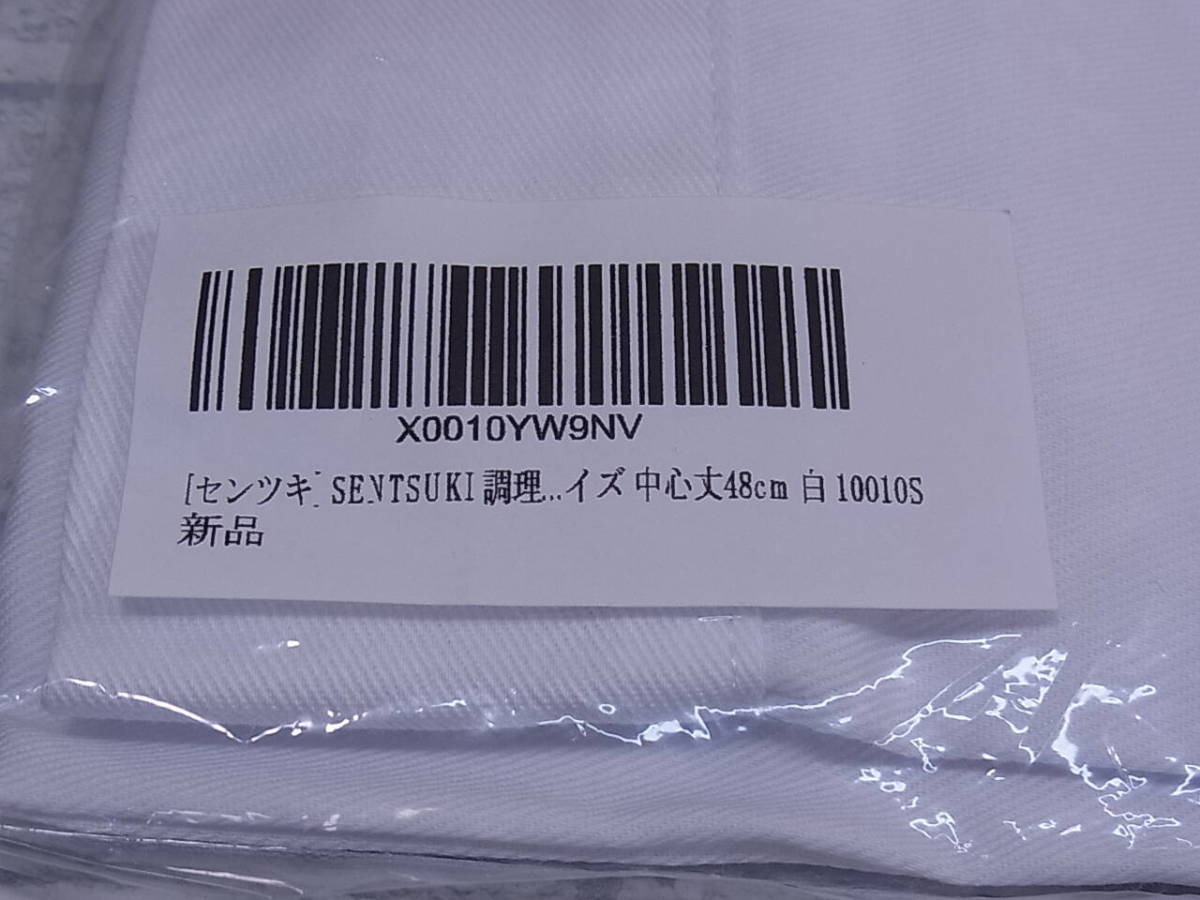 X0010YW9NV
[センツキ] SENTSUKI 調理...イズ 中心丈48cm 白 10010S
新品